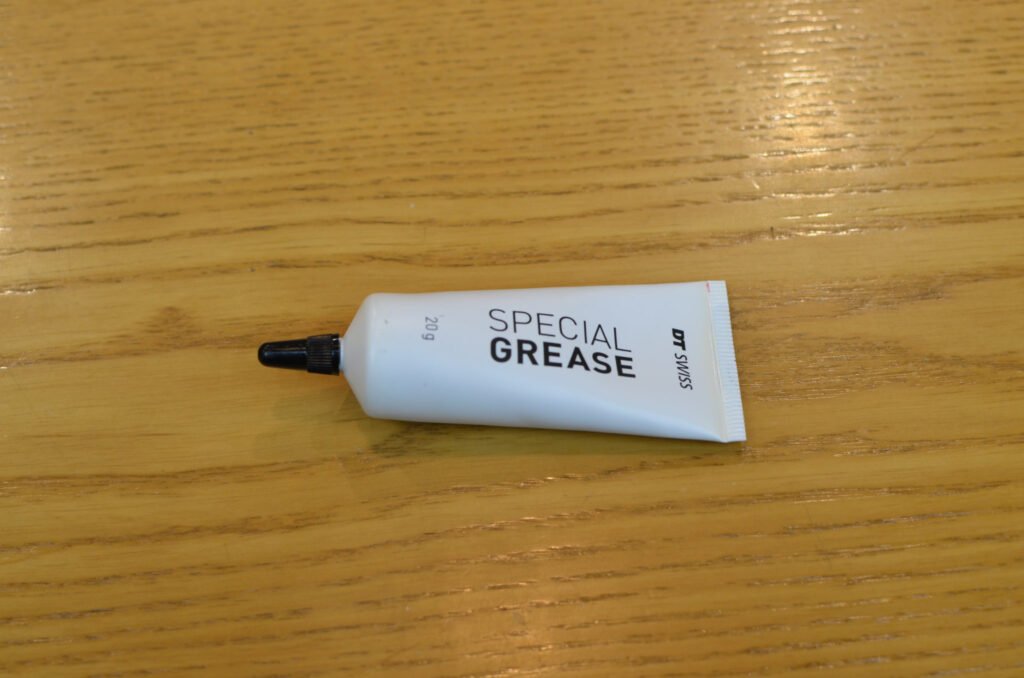 SPECIAL
GREASE
20g
DT SWISS